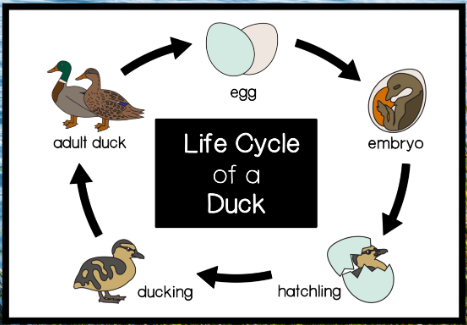 egg
embryo
hatchling
ducking
adult duck
Life Cycle
of a
Duck